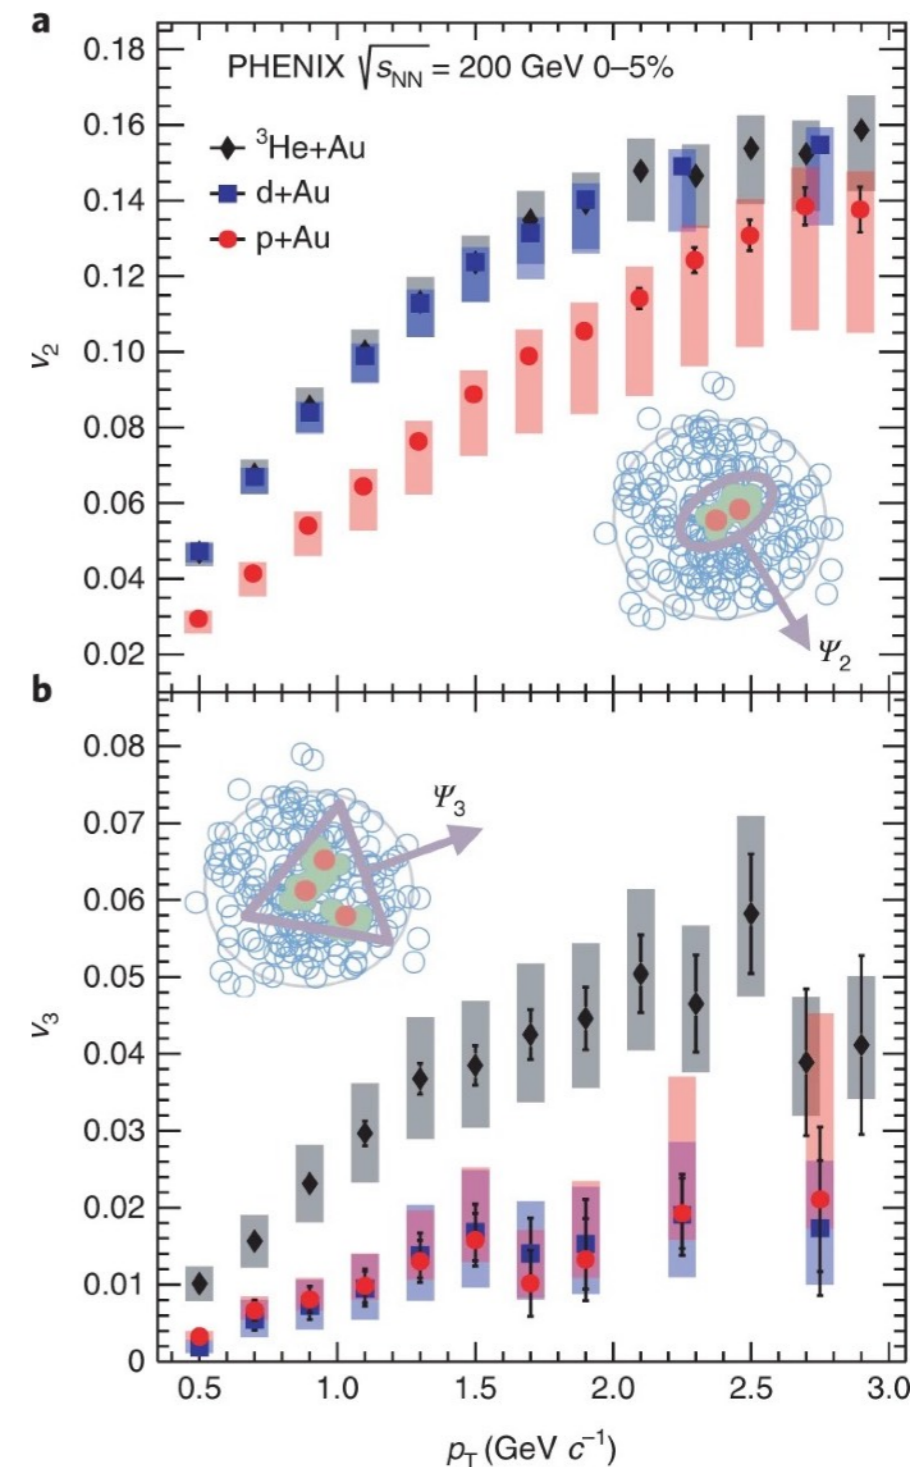 a
PHENIX √sNN = 200 GeV 0–5%
³He+Au
d+Au
p+Au
0.18
0.16
0.14
0.12
0.10
0.08
0.06
0.04
0.02
v₂
Ψ₂
b
0.08
0.07
0.06
0.05
0.04
0.03
0.02
0.01
0
v₃
Ψ₃
0.5 1.0 1.5 2.0 2.5 3.0
pT (GeV c⁻¹)